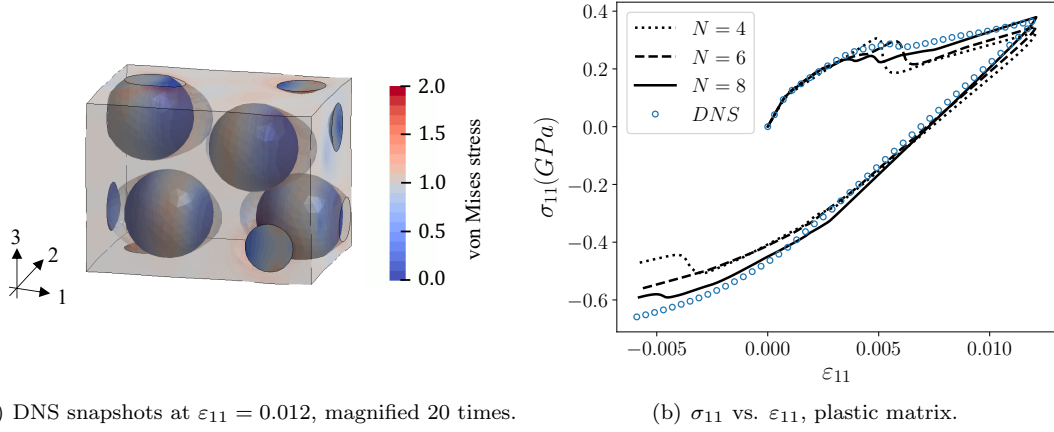 2.0
1.5
1.0
0.5
0.0
von Mises stress
3
2
1
) DNS snapshots at ε₁₁ = 0.012, magnified 20 times.
N = 4
N = 6
N = 8
DNS
0.4
0.2
0.0
−0.2
−0.4
−0.6
σ₁₁(GPa)
−0.005 0.000 0.005 0.010
ε₁₁
(b) σ₁₁ vs. ε₁₁, plastic matrix.